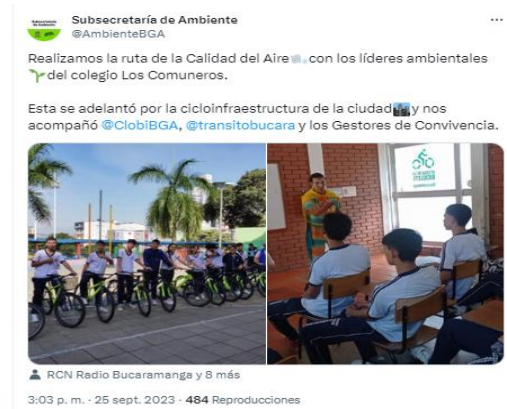 Subsecretaría de Ambiente
@AmbienteBGA
Realizamos la ruta de la Calidad del Aire con los líderes ambientales
del colegio Los Comuneros.
Esta se adelantó por la cicloinfraestructura de la ciudad y nos
acompañó @ClobiBGA, @transitobucara y los Gestores de Convivencia.
RCN Radio Bucaramanga y 8 más
3:03 p. m. · 25 sept. 2023 · 484 Reproducciones